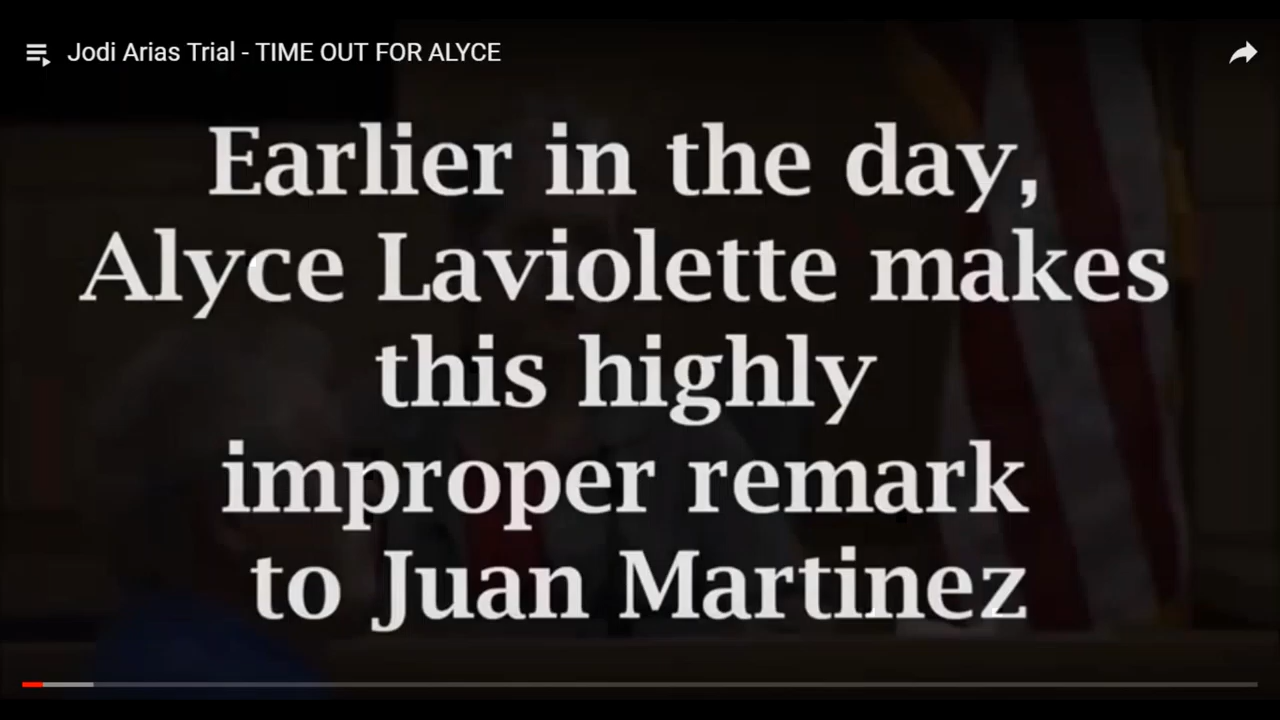 Jodi Arias Trial - TIME OUT FOR ALYCE
Earlier in the day,
Alyce Laviolette makes
this highly
improper remark
to Juan Martinez